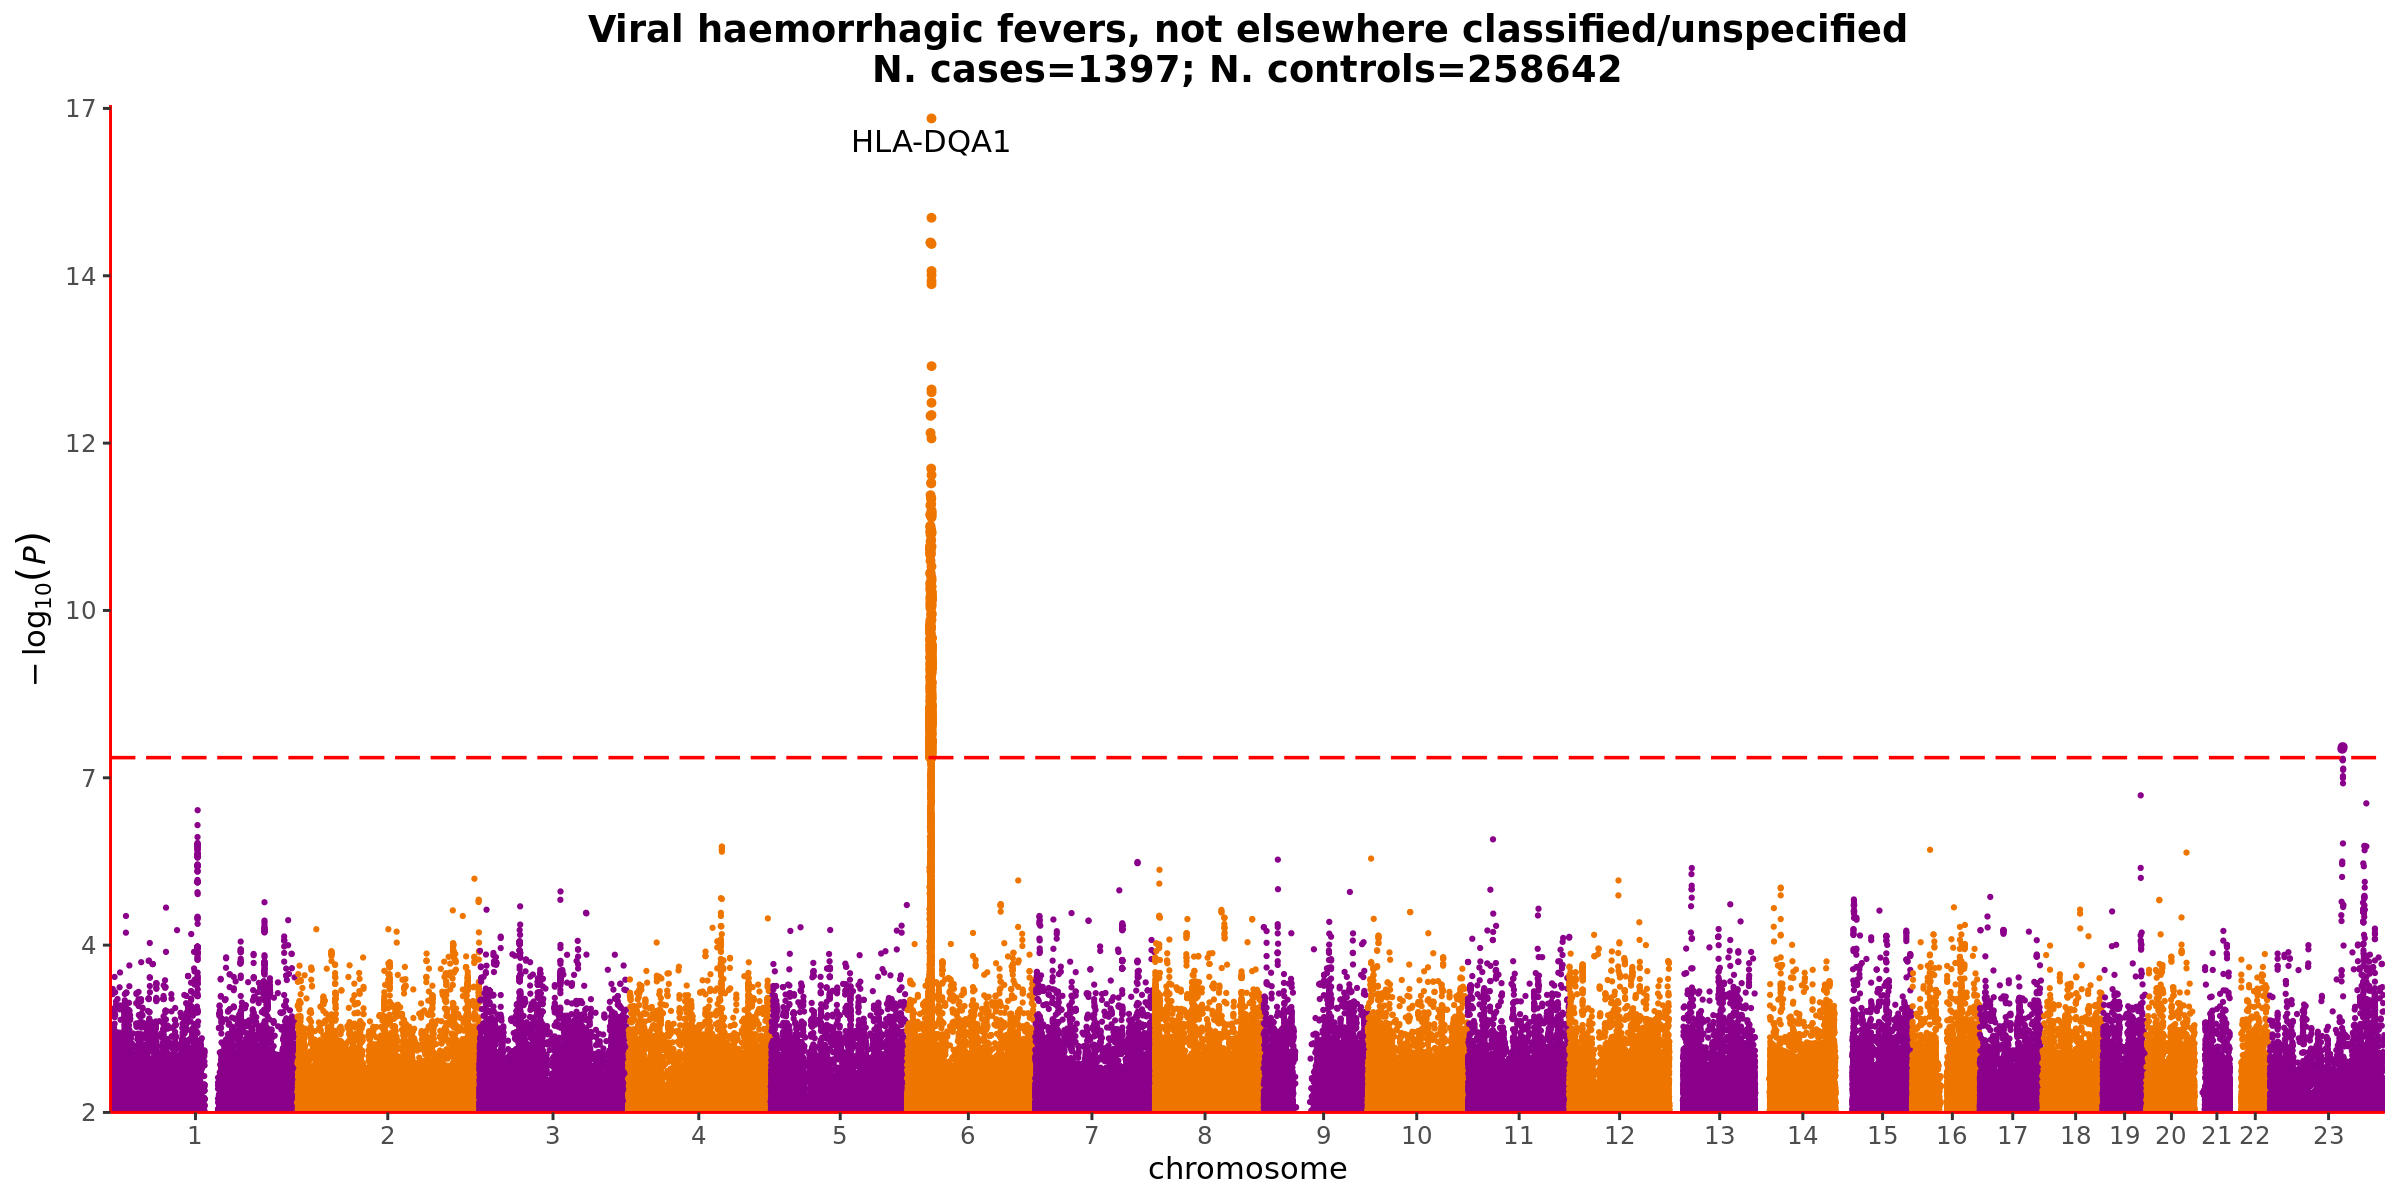 Viral haemorrhagic fevers, not elsewhere classified/unspecified
N. cases=1397; N. controls=258642
17
HLA-DQA1
14
12
10
7
4
2
−log₁₀(P)
1 2 3 4 5 6 7 8 9 10 11 12 13 14 15 16 17 18 19 20 21 22 23
chromosome